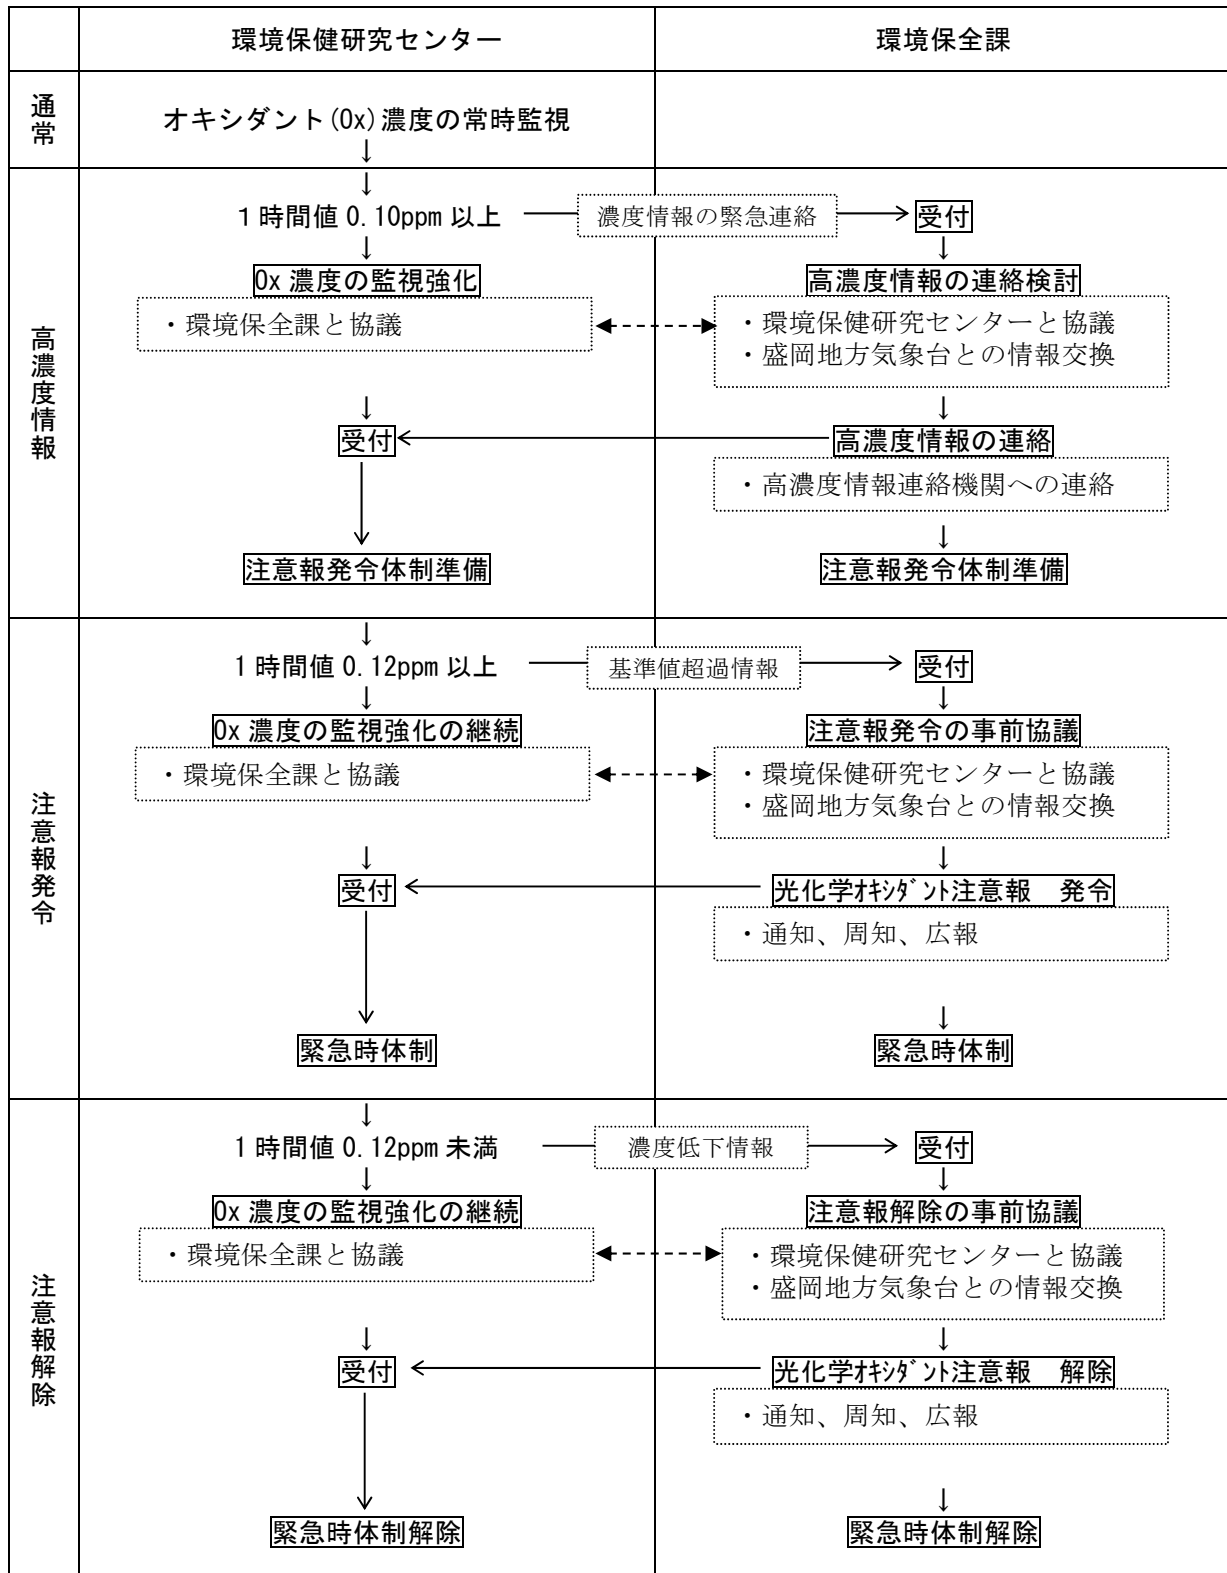 環境保健研究センター
環境保全課
通常
オキシダント(Ox)濃度の常時監視
↓
高濃度情報
↓
1時間値 0.10ppm 以上
濃度情報の緊急連絡
受付
↓
↓
Ox 濃度の監視強化
高濃度情報の連絡検討
・環境保全課と協議
・環境保健研究センターと協議
・盛岡地方気象台との情報交換
↓
↓
受付
高濃度情報の連絡
・高濃度情報連絡機関への連絡
↓
注意報発令体制準備
注意報発令体制準備
注意報発令
↓
1 時間値 0.12ppm 以上
基準値超過情報
受付
↓
↓
Ox 濃度の監視強化の継続
注意報発令の事前協議
・環境保全課と協議
・環境保健研究センターと協議
・盛岡地方気象台との情報交換
↓
↓
受付
光化学ｵｷｼﾀﾞﾝﾄ注意報　発令
・通知、周知、広報
↓
緊急時体制
緊急時体制
注意報解除
↓
1 時間値 0.12ppm 未満
濃度低下情報
受付
↓
↓
Ox 濃度の監視強化の継続
注意報解除の事前協議
・環境保全課と協議
・環境保健研究センターと協議
・盛岡地方気象台との情報交換
↓
↓
受付
光化学ｵｷｼﾀﾞﾝﾄ注意報　解除
・通知、周知、広報
↓
緊急時体制解除
緊急時体制解除